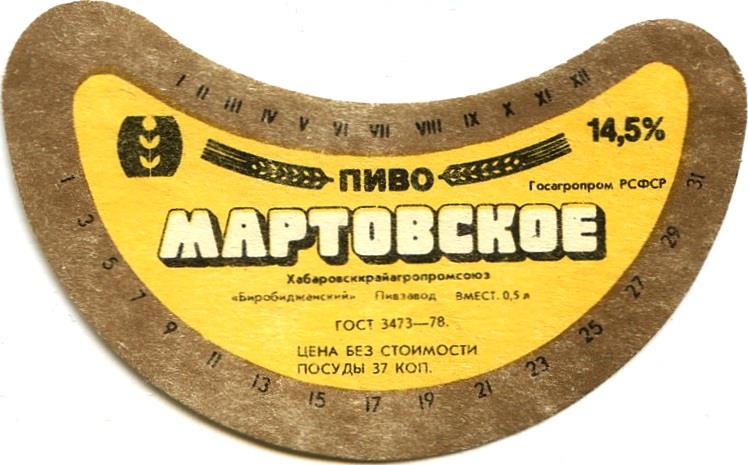 I II III IV V VI VII VIII IX X XI XII
14,5%
ПИВО
Госагропром РСФСР
МАРТОВСКОЕ
Хабаровсккрайагропромсоюз
«Биробиджанский» Пивзавод ВМЕСТ. 0,5 л
ГОСТ 3473—78.
ЦЕНА БЕЗ СТОИМОСТИ
ПОСУДЫ 37 КОП.
1 3 5 7 9 11 13 15 17 19 21 23 25 27 29 31